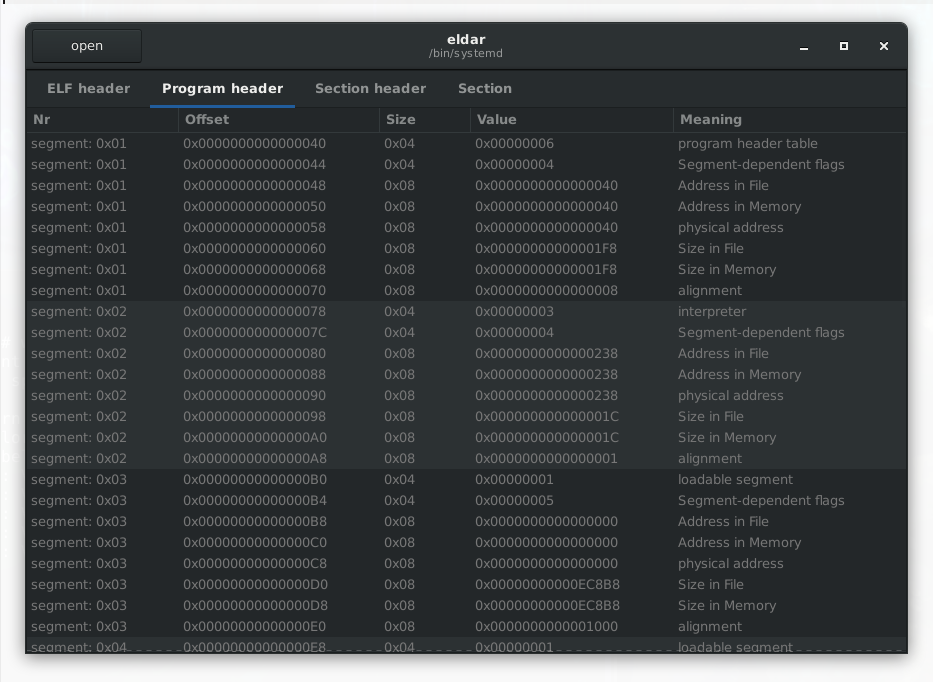 open
eldar
/bin/systemd
ELF header Program header Section header Section
Nr Offset Size Value Meaning
segment: 0x01 0x0000000000000040 0x04 0x00000006 program header table
segment: 0x01 0x0000000000000044 0x04 0x00000004 Segment-dependent flags
segment: 0x01 0x0000000000000048 0x08 0x0000000000000040 Address in File
segment: 0x01 0x0000000000000050 0x08 0x0000000000000040 Address in Memory
segment: 0x01 0x0000000000000058 0x08 0x0000000000000040 physical address
segment: 0x01 0x0000000000000060 0x08 0x00000000000001F8 Size in File
segment: 0x01 0x0000000000000068 0x08 0x00000000000001F8 Size in Memory
segment: 0x01 0x0000000000000070 0x08 0x0000000000000008 alignment
segment: 0x02 0x0000000000000078 0x04 0x00000003 interpreter
segment: 0x02 0x000000000000007C 0x04 0x00000004 Segment-dependent flags
segment: 0x02 0x0000000000000080 0x08 0x0000000000000238 Address in File
segment: 0x02 0x0000000000000088 0x08 0x0000000000000238 Address in Memory
segment: 0x02 0x0000000000000090 0x08 0x0000000000000238 physical address
segment: 0x02 0x0000000000000098 0x08 0x000000000000001C Size in File
segment: 0x02 0x00000000000000A0 0x08 0x000000000000001C Size in Memory
segment: 0x02 0x00000000000000A8 0x08 0x0000000000000001 alignment
segment: 0x03 0x00000000000000B0 0x04 0x00000001 loadable segment
segment: 0x03 0x00000000000000B4 0x04 0x00000005 Segment-dependent flags
segment: 0x03 0x00000000000000B8 0x08 0x0000000000000000 Address in File
segment: 0x03 0x00000000000000C0 0x08 0x0000000000000000 Address in Memory
segment: 0x03 0x00000000000000C8 0x08 0x0000000000000000 physical address
segment: 0x03 0x00000000000000D0 0x08 0x00000000000EC8B8 Size in File
segment: 0x03 0x00000000000000D8 0x08 0x00000000000EC8B8 Size in Memory
segment: 0x03 0x00000000000000E0 0x08 0x0000000000001000 alignment
segment: 0x04 0x00000000000000E8 0x04 0x00000001 loadable segment